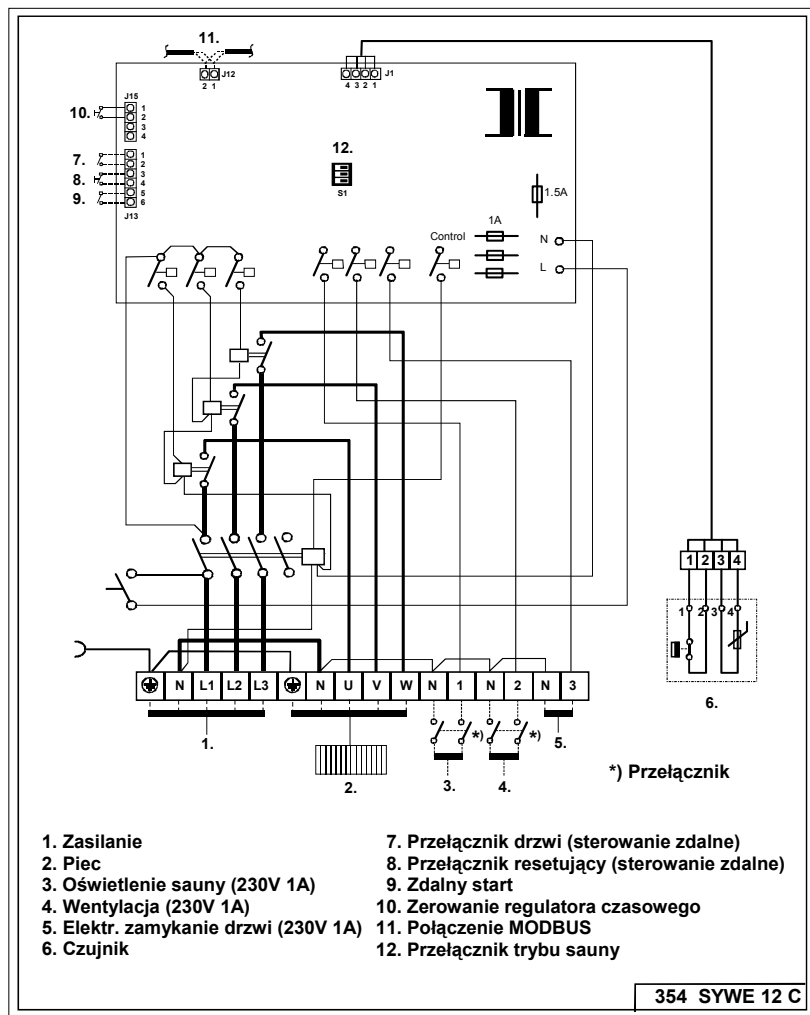 11.
J12
2 1
J1
4 3 2 1
J15
10.
1
2
3
4
7.
8.
9.
1
2
3
4
5
6
J13
12.
S1
1.5A
1A
Control
N
L
1 2 3 4
1 2 3 4
6.
N L1 L2 L3 N U V W N 1 N 2 N 3
*) *)
1. 2. 3. 4. 5.
*) Przełącznik
1. Zasilanie
2. Piec
3. Oświetlenie sauny (230V 1A)
4. Wentylacja (230V 1A)
5. Elektr. zamykanie drzwi (230V 1A)
6. Czujnik
7. Przełącznik drzwi (sterowanie zdalne)
8. Przełącznik resetujący (sterowanie zdalne)
9. Zdalny start
10. Zerowanie regulatora czasowego
11. Połączenie MODBUS
12. Przełącznik trybu sauny
354 SYWE 12 C